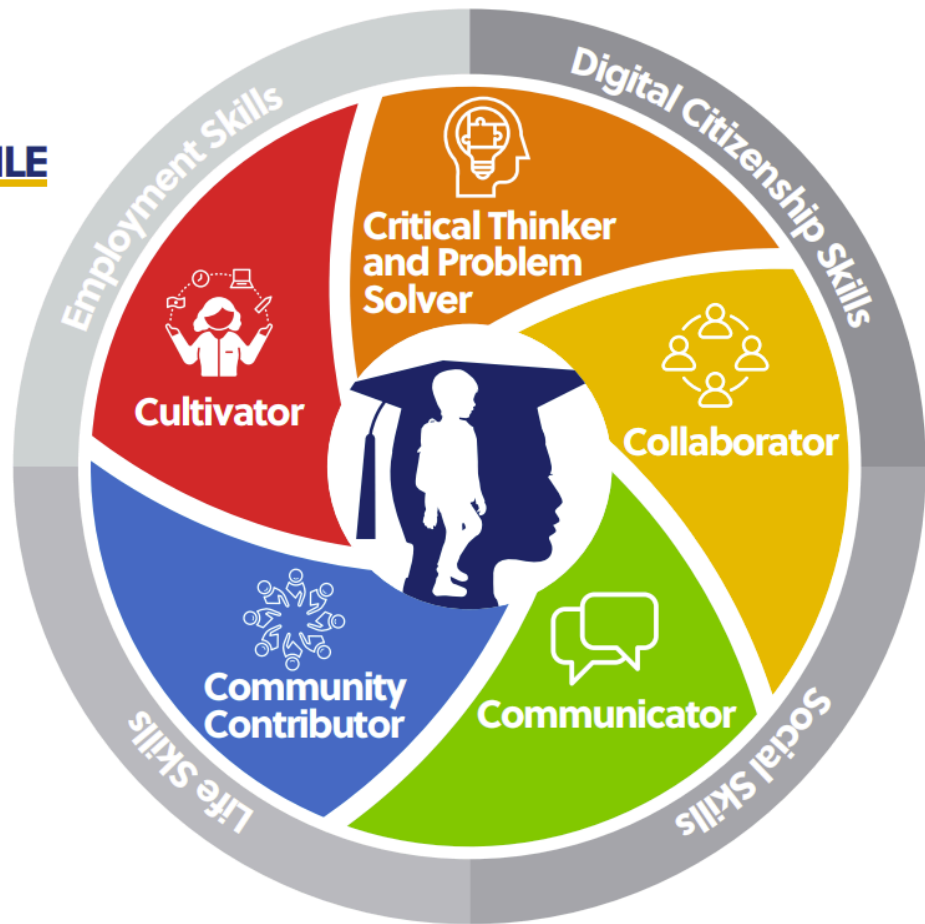 ILE
Employment Skills
Digital Citizenship Skills
Critical Thinker
and Problem
Solver
Cultivator
Collaborator
Community
Contributor
Communicator
Life Skills
Social Skills